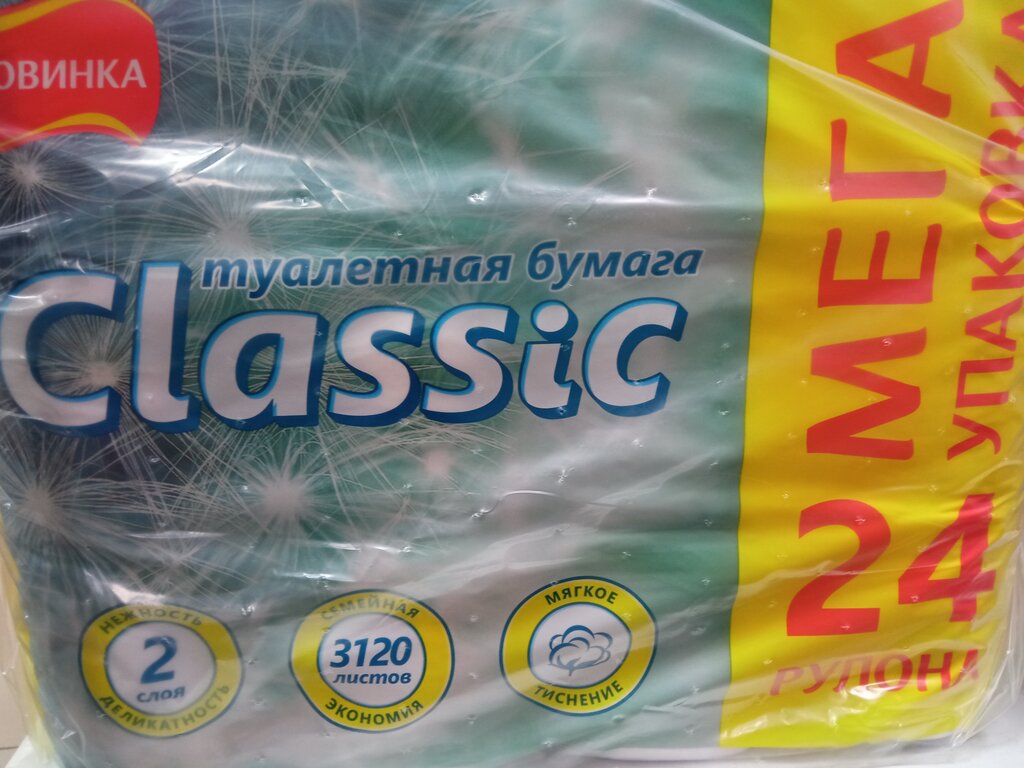 ОВИНКА
туалетная бумага
Classic
НЕЖНОСТЬ
2
слоя
ДЕЛИКАТНОСТЬ
СЕМЕЙНАЯ
3120
листов
ЭКОНОМИЯ
МЯГКОЕ
ТИСНЕНИЕ
МЕГА
УПАКОВКА
24
РУЛОНА